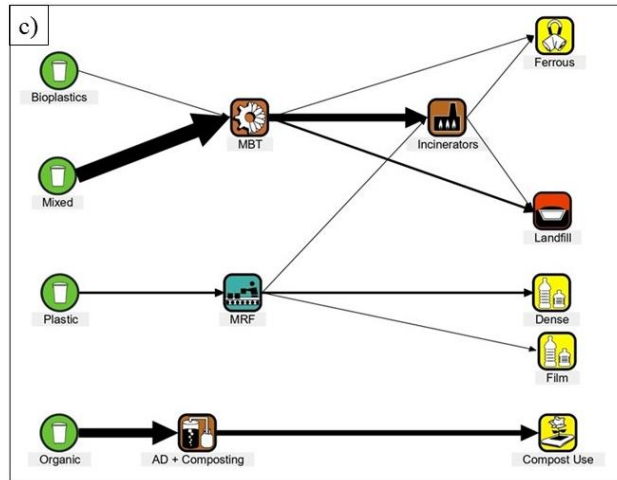 c)
Ferrous
Bioplastics
MBT
Incinerators
Mixed
Landfill
Plastic
MRF
Dense
Film
Organic
AD + Composting
Compost Use